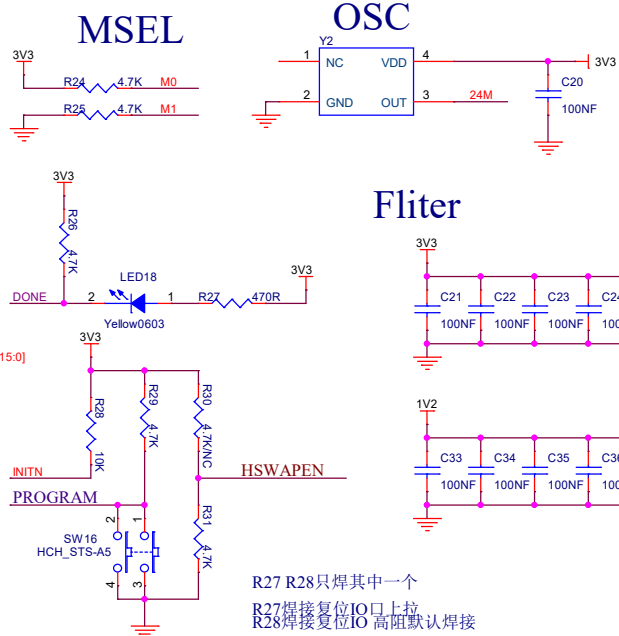 MSEL
3V3
R24 4.7K M0
R25 4.7K M1
OSC
Y2
1 NC VDD 4
2 GND OUT 3
24M
3V3
C20
100NF
3V3
R26
4.7K
DONE
2 LED18 1
Yellow0603
R27 470R
3V3
Fliter
3V3
C21 C22 C23 C24
100NF 100NF 100NF
1V2
C33 C34 C35 C36
100NF 100NF 100NF
15:0]
3V3
R28
10K
R29
4.7K
R30
4.7K/NC
INITN
HSWAPEN
PROGRAM
R31
4.7K
2 1
SW16
HCH_STS-A5
4 3
R27 R28只焊其中一个
R27焊接复位IO口上拉
R28焊接复位IO 高阻默认焊接